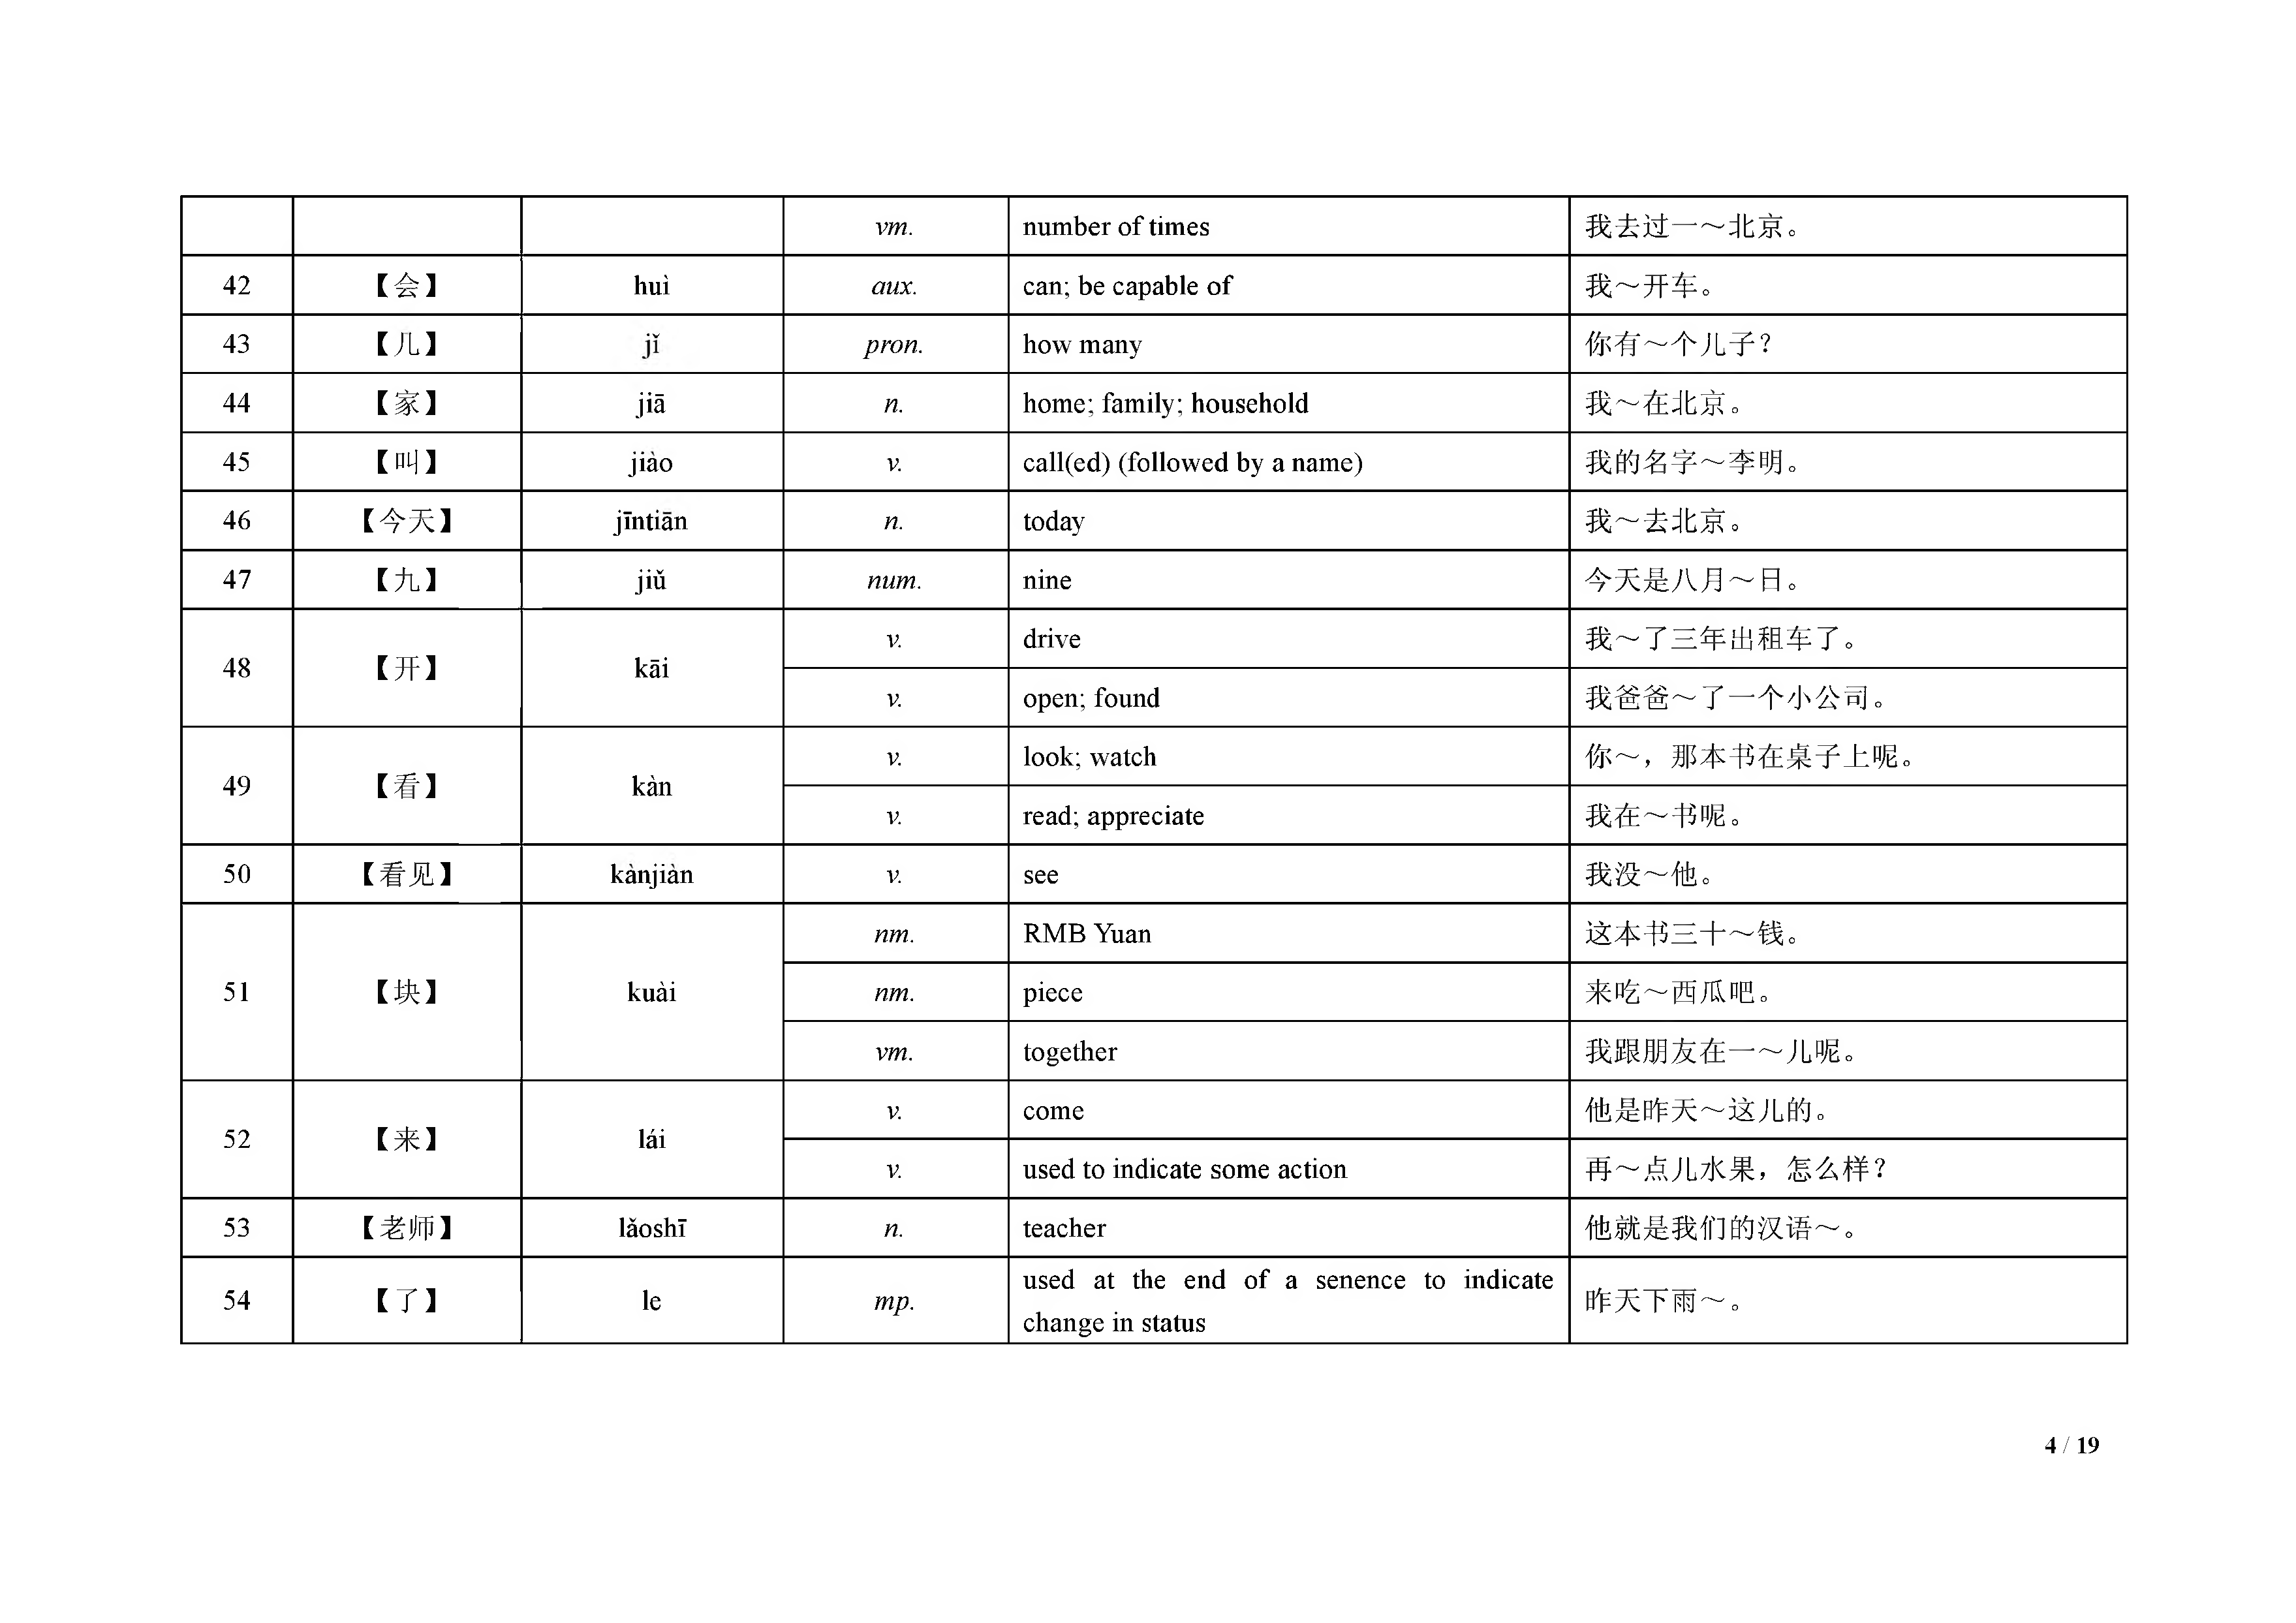 vm. number of times 我去过一～北京。
42 【会】 huì aux. can; be capable of 我～开车。
43 【几】 jǐ pron. how many 你有～个儿子?
44 【家】 jiā n. home; family; household 我～在北京。
45 【叫】 jiào v. call(ed) (followed by a name) 我的名字～李明。
46 【今天】 jīntiān n. today 我～去北京。
47 【九】 jiǔ num. nine 今天是八月～日。
48 【开】 kāi v. drive 我～了三年出租车了。
v. open; found 我爸爸～了一个小公司。
49 【看】 kàn v. look; watch 你～，那本书在桌子上呢。
v. read; appreciate 我在～书呢。
50 【看见】 kànjiàn v. see 我没～他。
51 【块】 kuài nm. RMB Yuan 这本书三十～钱。
nm. piece 来吃～西瓜吧。
vm. together 我跟朋友在一～儿呢。
52 【来】 lái v. come 他是昨天～这儿的。
v. used to indicate some action 再～点儿水果，怎么样?
53 【老师】 lǎoshī n. teacher 他就是我们的汉语～。
54 【了】 le mp. used at the end of a senence to indicate
change in status 昨天下雨～。
4 / 19